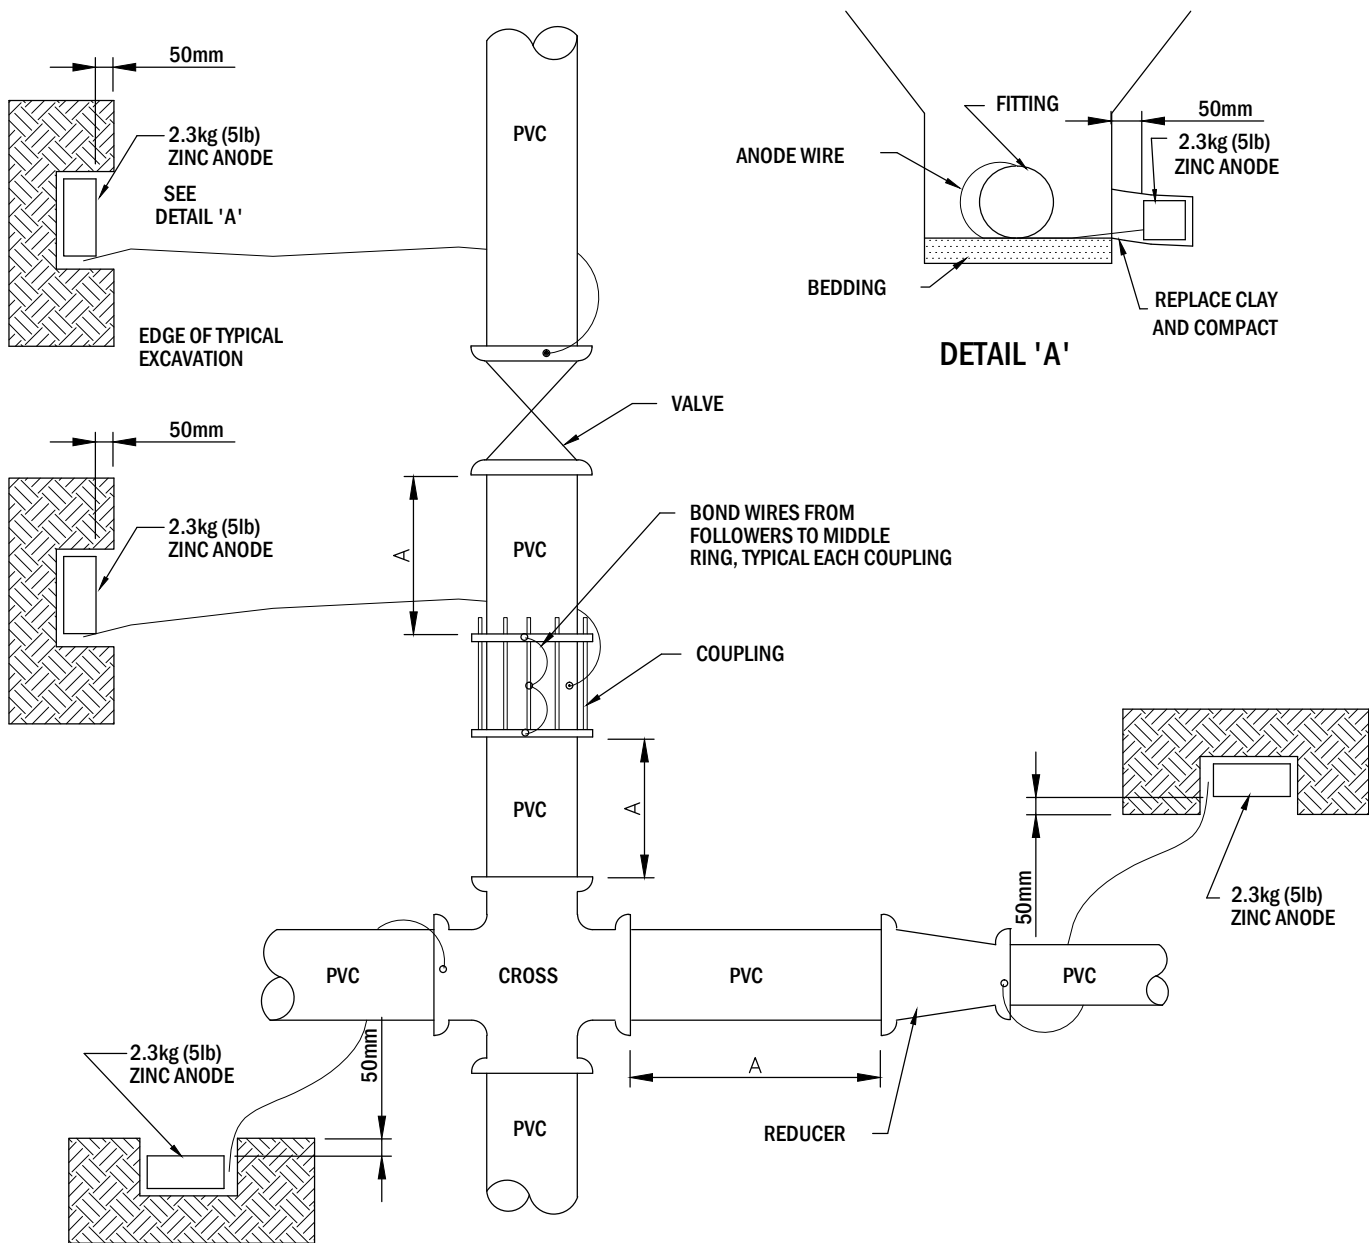 50mm
2.3kg (5lb)
ZINC ANODE
SEE
DETAIL 'A'
EDGE OF TYPICAL
EXCAVATION
PVC
FITTING
ANODE WIRE
50mm
2.3kg (5lb)
ZINC ANODE
BEDDING
REPLACE CLAY
AND COMPACT
DETAIL 'A'
VALVE
50mm
2.3kg (5lb)
ZINC ANODE
A
PVC
BOND WIRES FROM
FOLLOWERS TO MIDDLE
RING, TYPICAL EACH COUPLING
COUPLING
PVC
A
50mm
2.3kg (5lb)
ZINC ANODE
PVC
CROSS
PVC
PVC
A
REDUCER
50mm
2.3kg (5lb)
ZINC ANODE
PVC